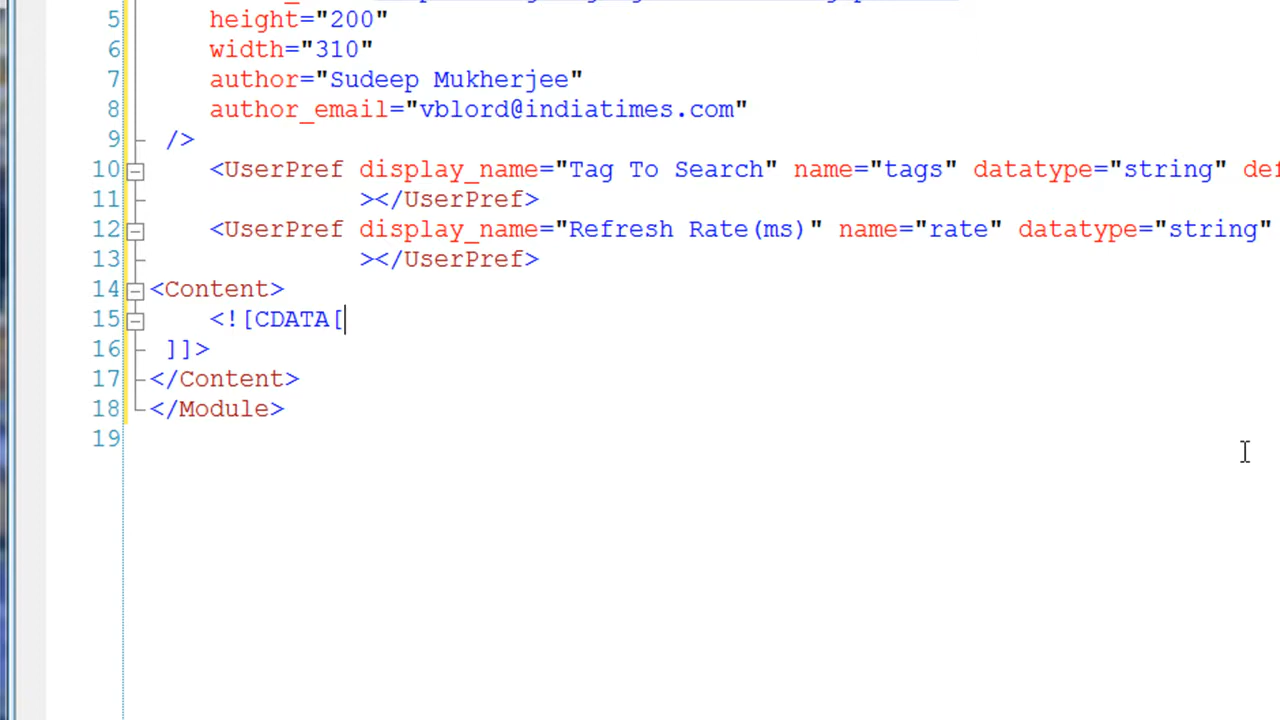 5 height="200"
6 width="310"
7 author="Sudeep Mukherjee"
8 author_email="vblord@indiatimes.com"
9 />
10 <UserPref display_name="Tag To Search" name="tags" datatype="string" def
11 ></UserPref>
12 <UserPref display_name="Refresh Rate(ms)" name="rate" datatype="string"
13 ></UserPref>
14 <Content>
15 <![CDATA[
16 ]]>
17 </Content>
18 </Module>
19